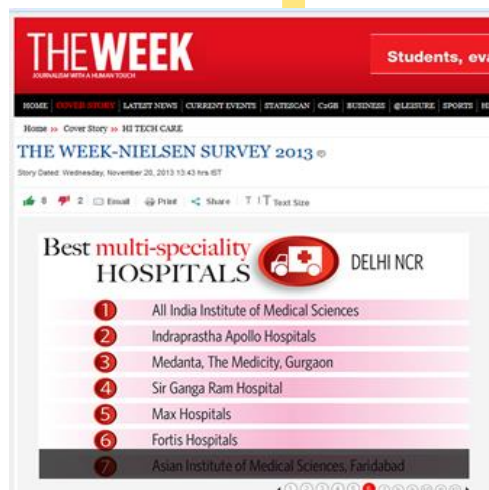 THEWEEK
JOURNALISM WITH A HUMAN TOUCH
Students, eva
HOME COVER STORY LATEST NEWS CURRENT EVENTS STATESCAN C2GB BUSINESS @LEISURE SPORTS
Home >> Cover Story >> HI TECH CARE
THE WEEK-NIELSEN SURVEY 2013
Story Dated: Wednesday, November 20, 2013 13:43 hrs IST
8 2 Email Print Share T T Text Size
Best multi-speciality
HOSPITALS
DELHI NCR
1 All India Institute of Medical Sciences
2 Indraprastha Apollo Hospitals
3 Medanta, The Medicity, Gurgaon
4 Sir Ganga Ram Hospital
5 Max Hospitals
6 Fortis Hospitals
7 Asian Institute of Medical Sciences, Faridabad